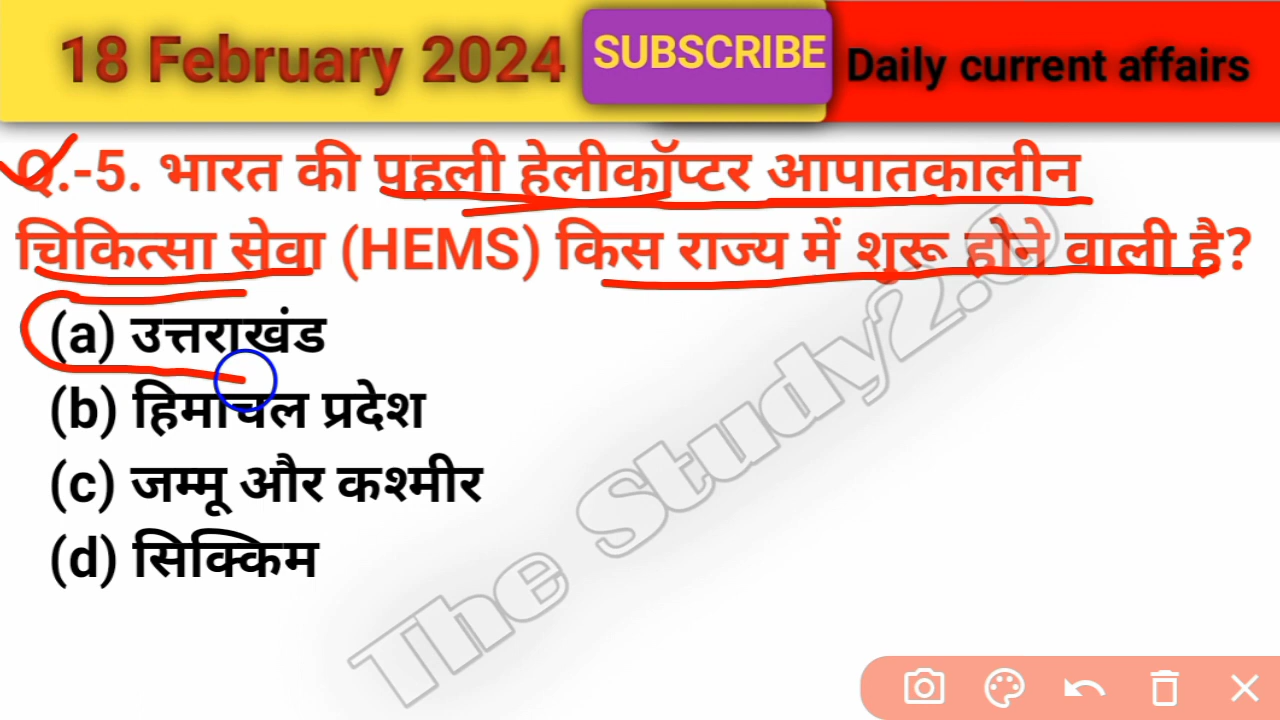 18 February 2024 SUBSCRIBE Daily current affairs
Q.-5. भारत की पहली हेलीकॉप्टर आपातकालीन
चिकित्सा सेवा (HEMS) किस राज्य में शुरू होने वाली है?
(a) उत्तराखंड
(b) हिमाचल प्रदेश
(c) जम्मू और कश्मीर
(d) सिक्किम
The Study2.0